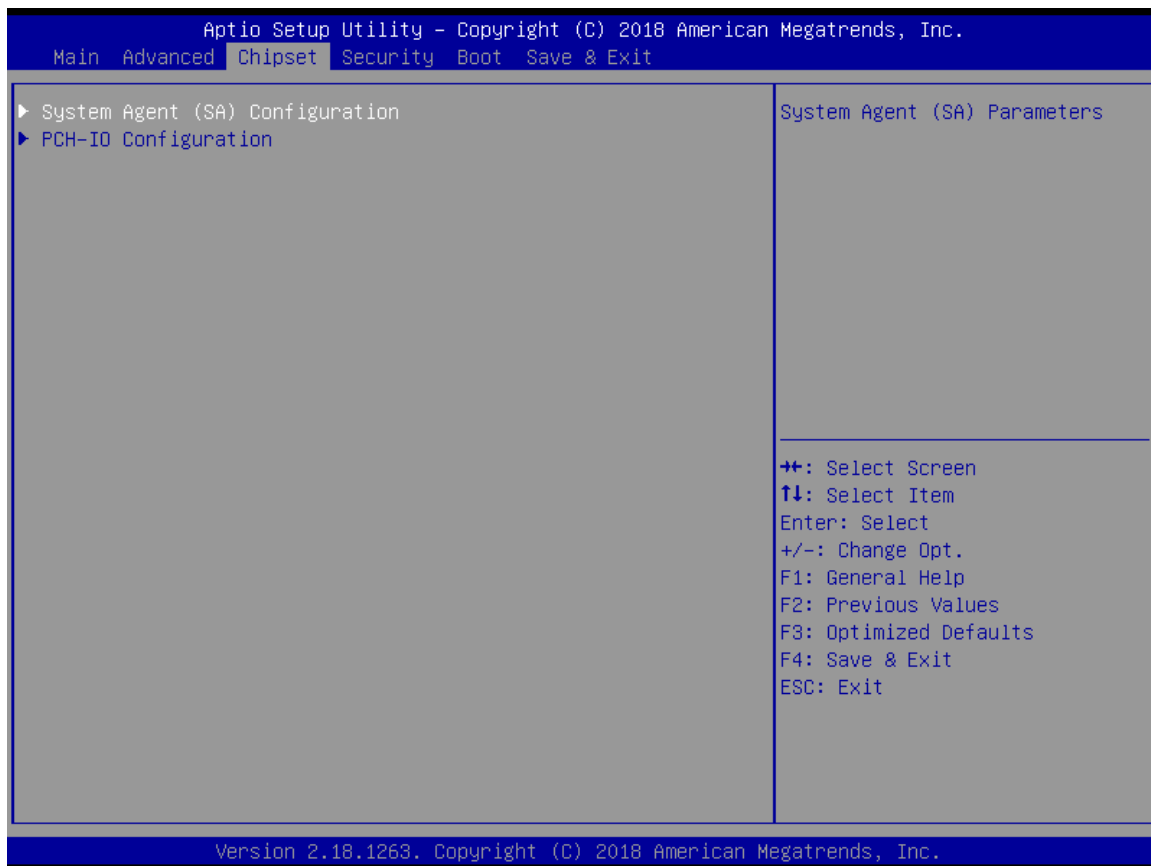 Aptio Setup Utility – Copyright (C) 2018 American Megatrends, Inc.
Main Advanced Chipset Security Boot Save & Exit
▶ System Agent (SA) Configuration
▶ PCH-IO Configuration
System Agent (SA) Parameters
→←: Select Screen
↑↓: Select Item
Enter: Select
+/-: Change Opt.
F1: General Help
F2: Previous Values
F3: Optimized Defaults
F4: Save & Exit
ESC: Exit
Version 2.18.1263. Copyright (C) 2018 American Megatrends, Inc.